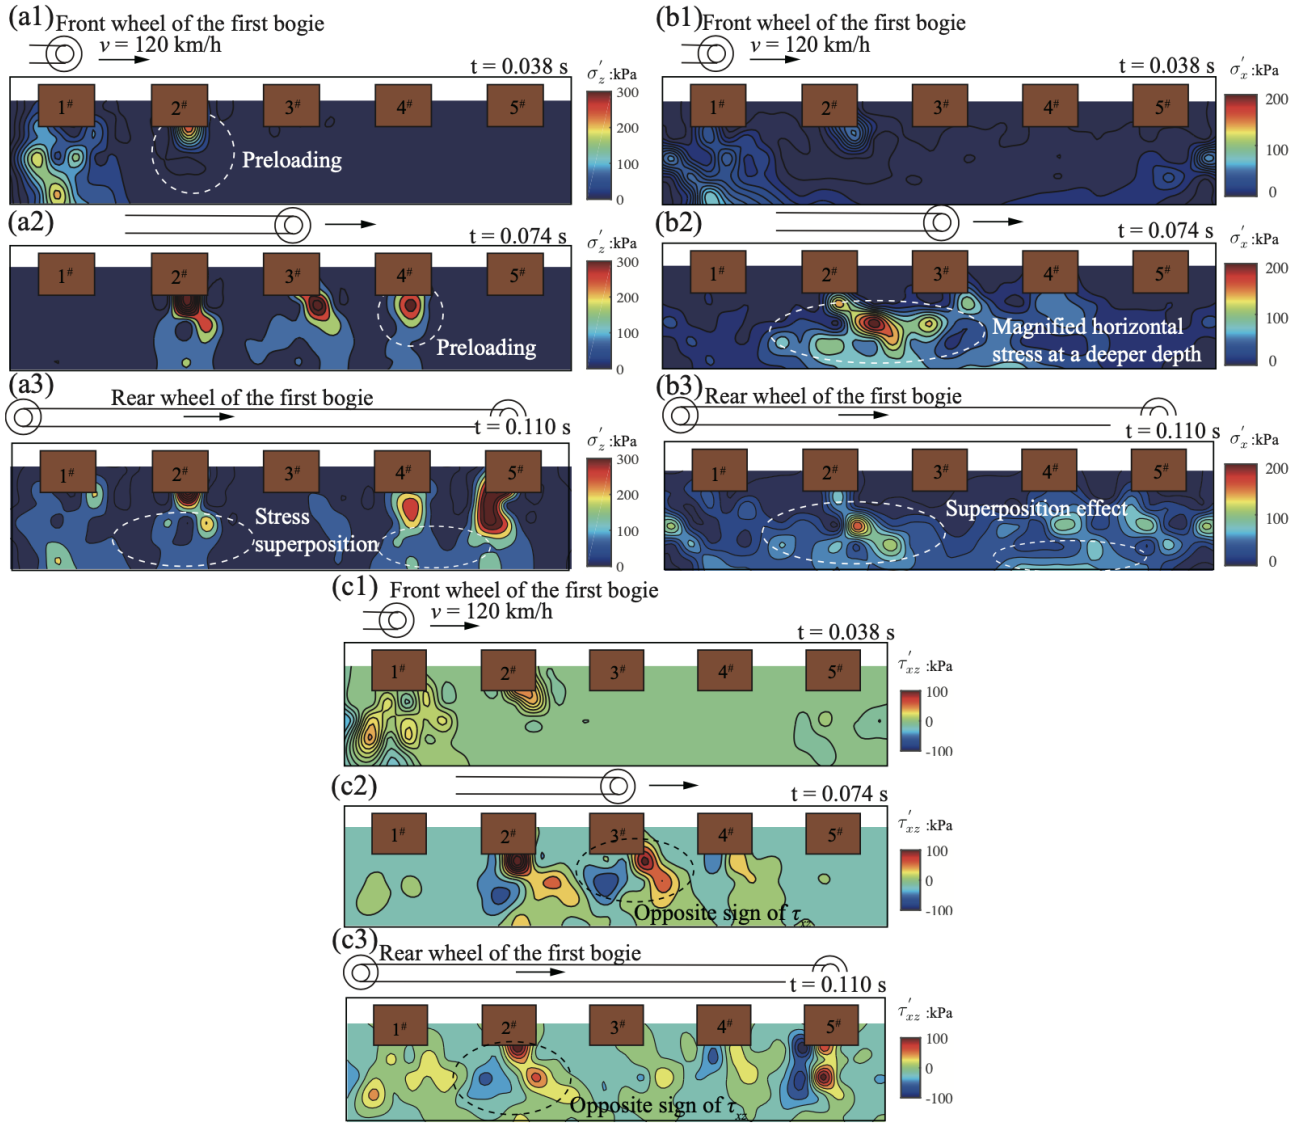 (a1)
Front wheel of the first bogie
v = 120 km/h
t = 0.038 s
σ'z :kPa
1# 2# 3# 4# 5#
Preloading
300
200
100
0
(b1)
Front wheel of the first bogie
v = 120 km/h
t = 0.038 s
σ'x :kPa
1# 2# 3# 4# 5#
200
100
0
(a2)
t = 0.074 s
σ'z :kPa
1# 2# 3# 4# 5#
Preloading
300
200
100
0
(b2)
t = 0.074 s
σ'x :kPa
1# 2# 3# 4# 5#
Magnified horizontal
stress at a deeper depth
200
100
0
(a3)
Rear wheel of the first bogie
t = 0.110 s
σ'z :kPa
1# 2# 3# 4# 5#
Stress
superposition
300
200
100
0
(b3)
Rear wheel of the first bogie
t = 0.110 s
σ'x :kPa
1# 2# 3# 4# 5#
Superposition effect
200
100
0
(c1)
Front wheel of the first bogie
v = 120 km/h
t = 0.038 s
τ'xz :kPa
1# 2# 3# 4# 5#
100
0
-100
(c2)
t = 0.074 s
τ'xz :kPa
1# 2# 3# 4# 5#
Opposite sign of τxz
100
0
-100
(c3)
Rear wheel of the first bogie
t = 0.110 s
τ'xz :kPa
1# 2# 3# 4# 5#
Opposite sign of τxz
100
0
-100